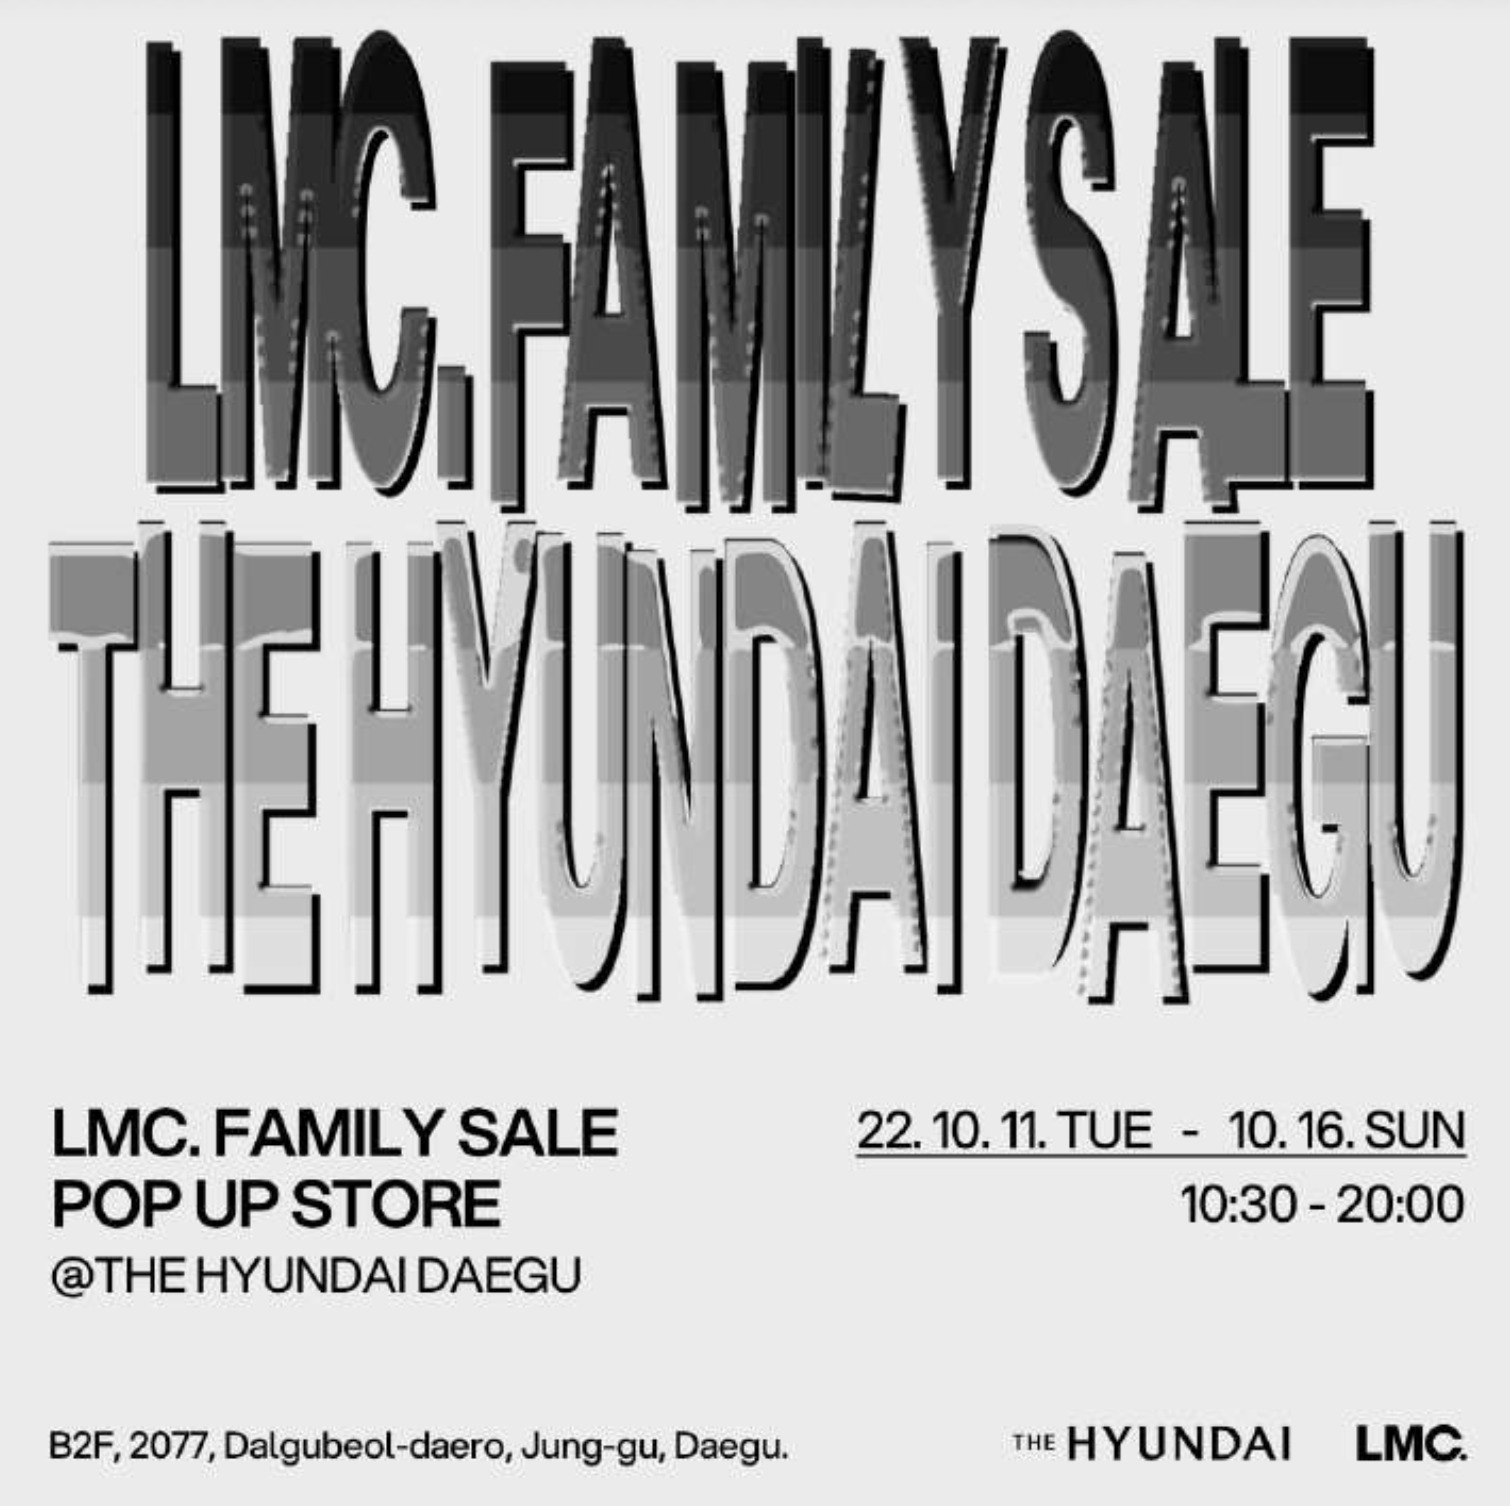 LMC. FAMILY SALE
THE HYUNDAI DAEGU
LMC. FAMILY SALE
POP UP STORE
@THE HYUNDAI DAEGU
22. 10. 11. TUE - 10. 16. SUN
10:30 - 20:00
B2F, 2077, Dalgubeol-daero, Jung-gu, Daegu.
THE HYUNDAI
LMC.